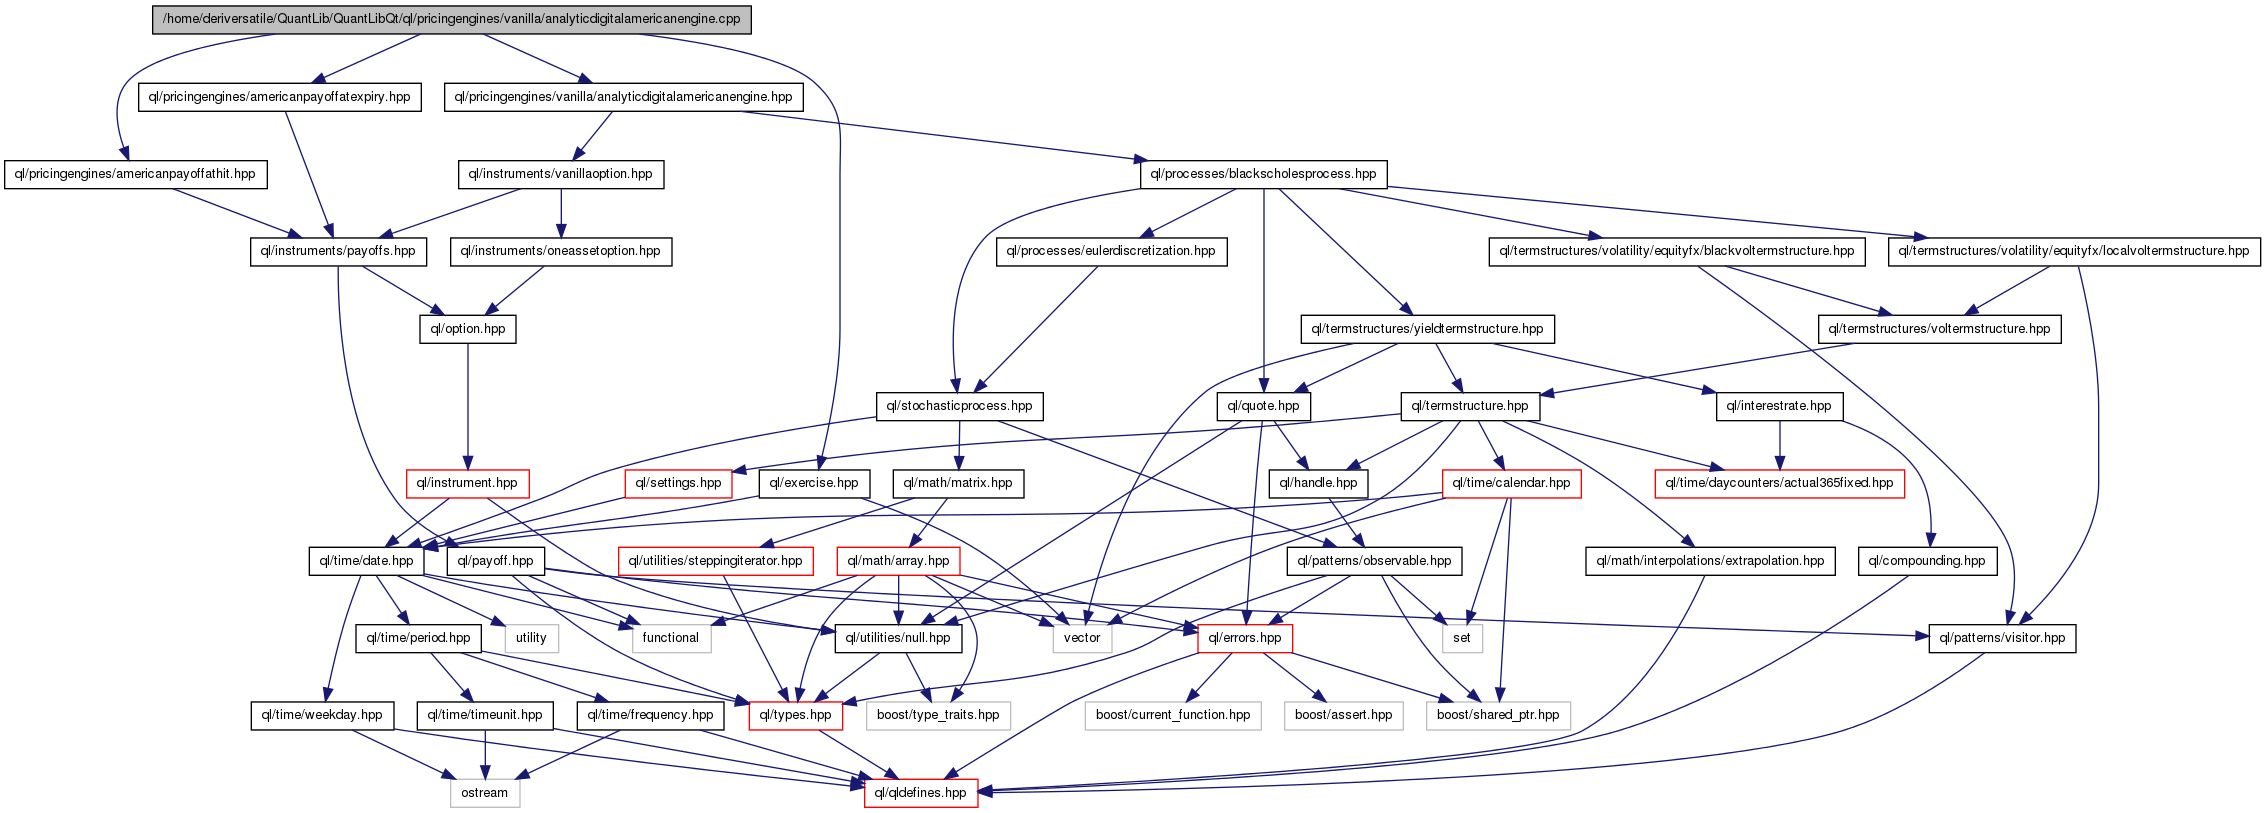 /home/deriversatile/QuantLib/QuantLibQt/ql/pricingengines/vanilla/analyticdigitalamericanengine.cpp
ql/pricingengines/americanpayoffatexpiry.hpp
ql/pricingengines/vanilla/analyticdigitalamericanengine.hpp
ql/pricingengines/americanpayoffathit.hpp
ql/instruments/vanillaoption.hpp
ql/processes/blackscholesprocess.hpp
ql/instruments/payoffs.hpp
ql/instruments/oneassetoption.hpp
ql/processes/eulerdiscretization.hpp
ql/termstructures/volatility/equityfx/blackvoltermstructure.hpp
ql/termstructures/volatility/equityfx/localvoltermstructure.hpp
ql/option.hpp
ql/termstructures/yieldtermstructure.hpp
ql/termstructures/voltermstructure.hpp
ql/stochasticprocess.hpp
ql/quote.hpp
ql/termstructure.hpp
ql/interestrate.hpp
ql/instrument.hpp
ql/settings.hpp
ql/exercise.hpp
ql/math/matrix.hpp
ql/handle.hpp
ql/time/calendar.hpp
ql/time/daycounters/actual365fixed.hpp
ql/time/date.hpp
ql/payoff.hpp
ql/utilities/steppingiterator.hpp
ql/math/array.hpp
ql/patterns/observable.hpp
ql/math/interpolations/extrapolation.hpp
ql/compounding.hpp
ql/time/period.hpp
utility
functional
ql/utilities/null.hpp
vector
ql/errors.hpp
set
ql/patterns/visitor.hpp
ql/time/weekday.hpp
ql/time/timeunit.hpp
ql/time/frequency.hpp
ql/types.hpp
boost/type_traits.hpp
boost/current_function.hpp
boost/assert.hpp
boost/shared_ptr.hpp
ostream
ql/qldefines.hpp